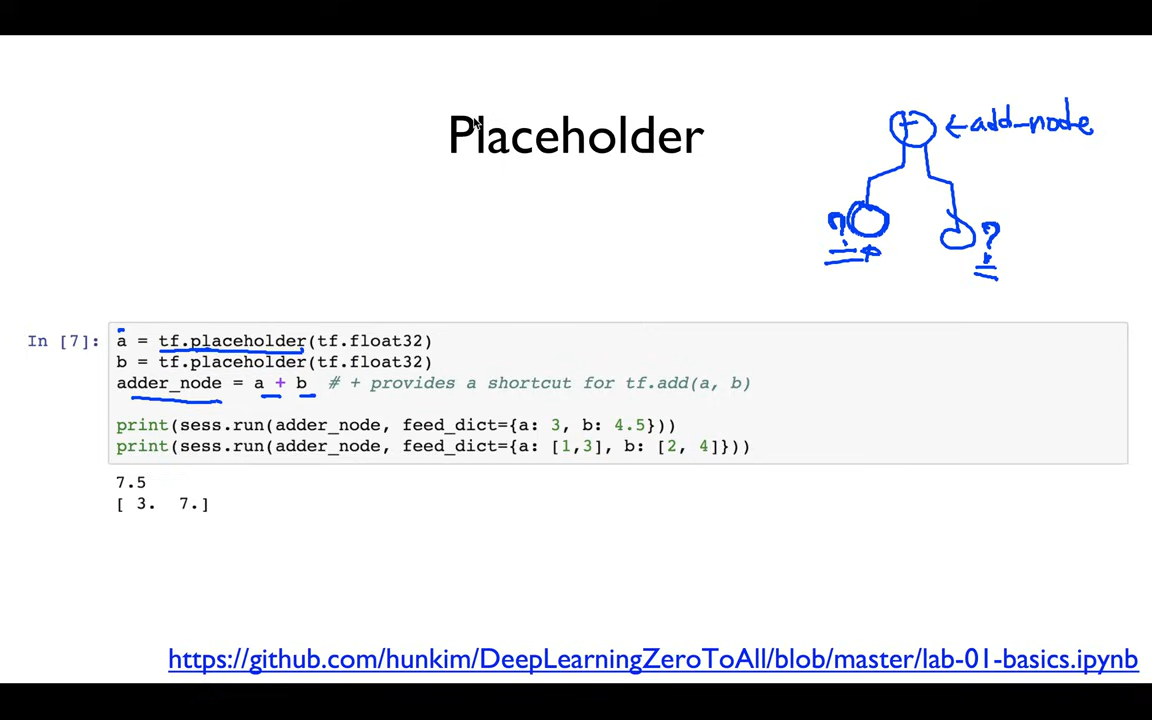 Placeholder
+ ← add_node
? ?
In [7]: a = tf.placeholder(tf.float32)
b = tf.placeholder(tf.float32)
adder_node = a + b  # + provides a shortcut for tf.add(a, b)
print(sess.run(adder_node, feed_dict={a: 3, b: 4.5}))
print(sess.run(adder_node, feed_dict={a: [1,3], b: [2, 4]}))
7.5
[ 3.  7.]
https://github.com/hunkim/DeepLearningZeroToAll/blob/master/lab-01-basics.ipynb